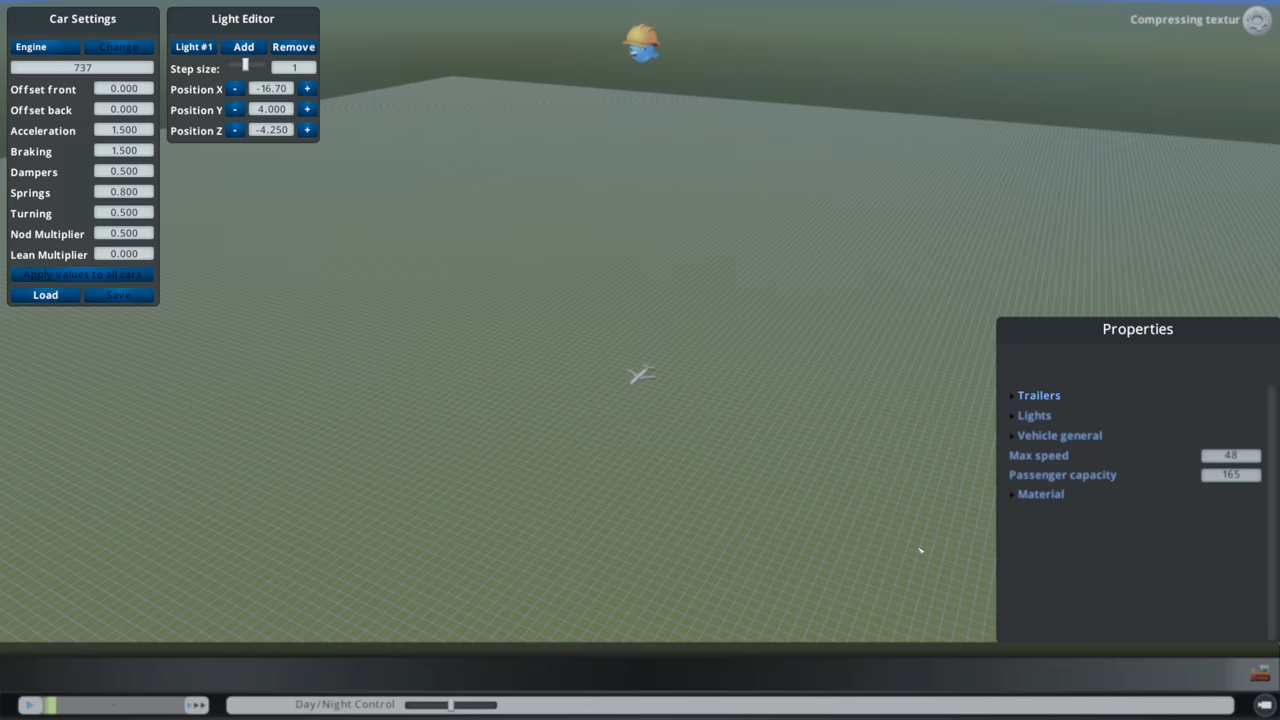 Car Settings
Engine
Change
737
Offset front 0.000
Offset back 0.000
Acceleration 1.500
Braking 1.500
Dampers 0.500
Springs 0.800
Turning 0.500
Nod Multiplier 0.500
Lean Multiplier 0.000
Apply values to all cars
Load Save
Light Editor
Light #1 Add Remove
Step size: 1
Position X - -16.70 +
Position Y - 4.000 +
Position Z - -4.250 +
Compressing textur
Properties
Trailers
Lights
Vehicle general
Max speed 48
Passenger capacity 165
Material
Day/Night Control